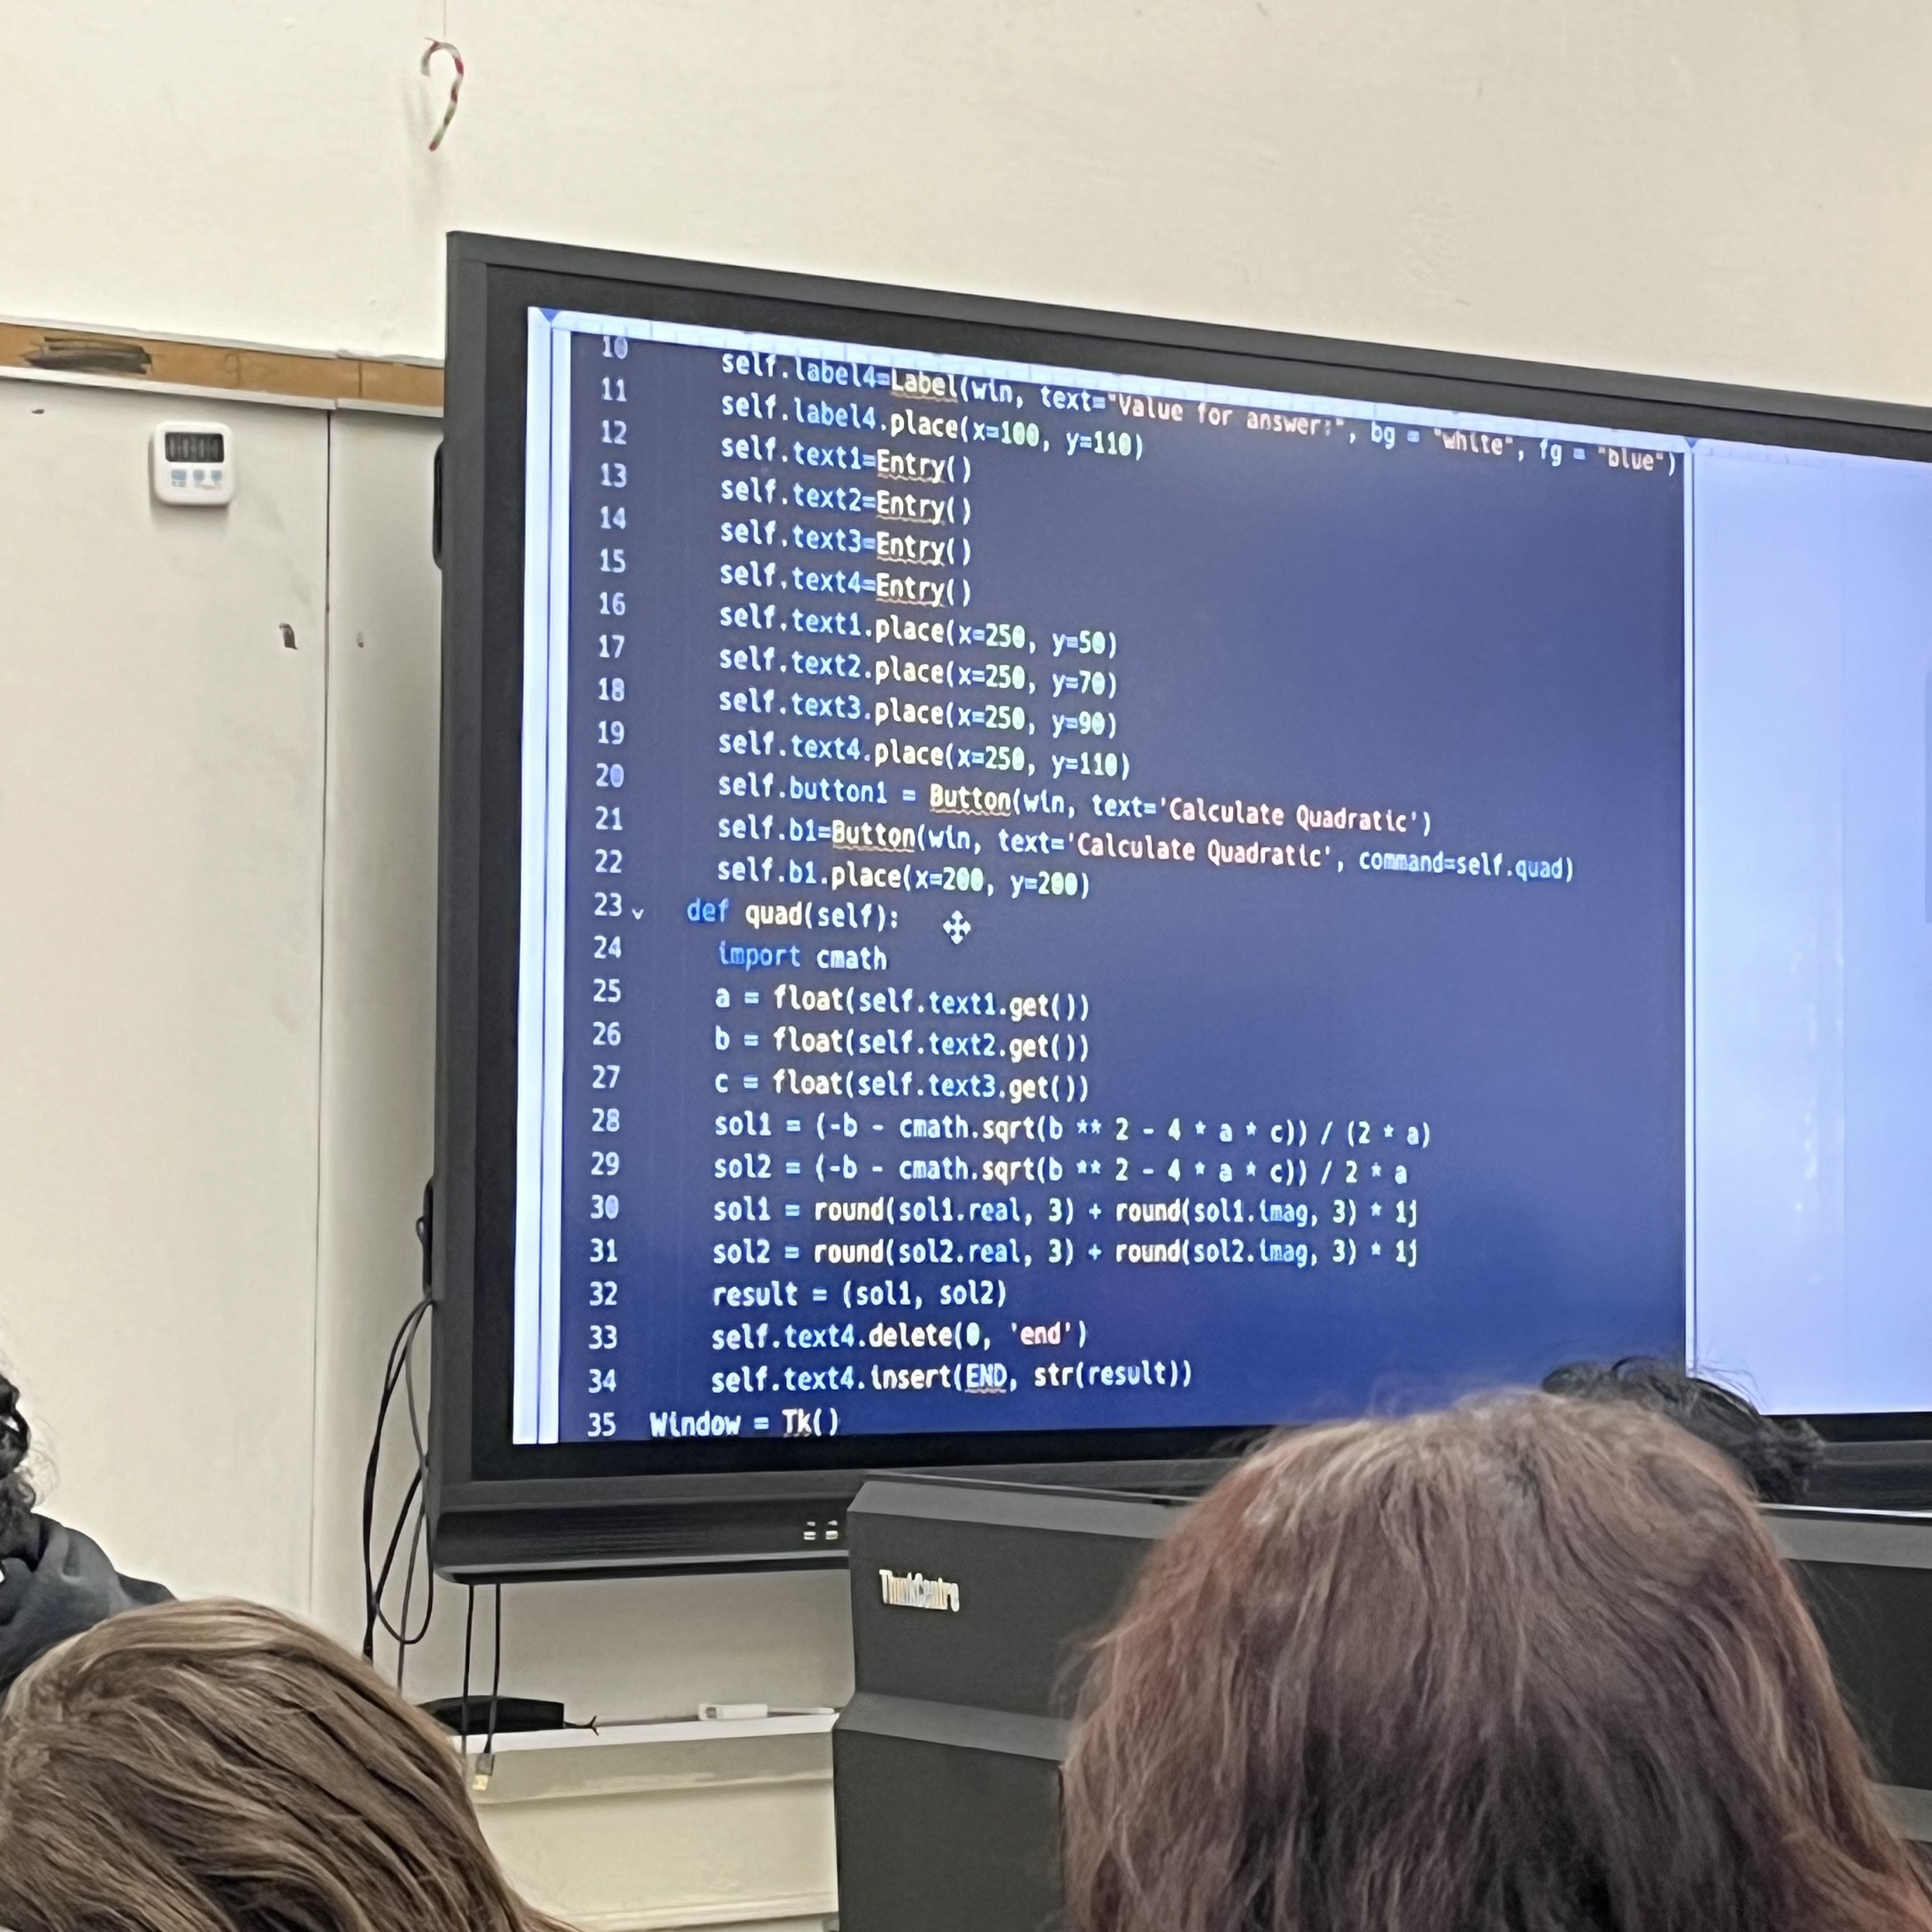 10 self.label4=Label(win, text="Value for answer:", bg = "white", fg = "blue")
11 self.label4.place(x=100, y=110)
12 self.text1=Entry()
13 self.text2=Entry()
14 self.text3=Entry()
15 self.text4=Entry()
16 self.text1.place(x=250, y=50)
17 self.text2.place(x=250, y=70)
18 self.text3.place(x=250, y=90)
19 self.text4.place(x=250, y=110)
20 self.button1 = Button(win, text='Calculate Quadratic')
21 self.b1=Button(win, text='Calculate Quadratic', command=self.quad)
22 self.b1.place(x=200, y=200)
23 def quad(self):
24 import cmath
25 a = float(self.text1.get())
26 b = float(self.text2.get())
27 c = float(self.text3.get())
28 sol1 = (-b - cmath.sqrt(b ** 2 - 4 * a * c)) / (2 * a)
29 sol2 = (-b - cmath.sqrt(b ** 2 - 4 * a * c)) / 2 * a
30 sol1 = round(sol1.real, 3) + round(sol1.imag, 3) * 1j
31 sol2 = round(sol2.real, 3) + round(sol2.imag, 3) * 1j
32 result = (sol1, sol2)
33 self.text4.delete(0, 'end')
34 self.text4.insert(END, str(result))
35 Window = Tk()
ThinkCentre